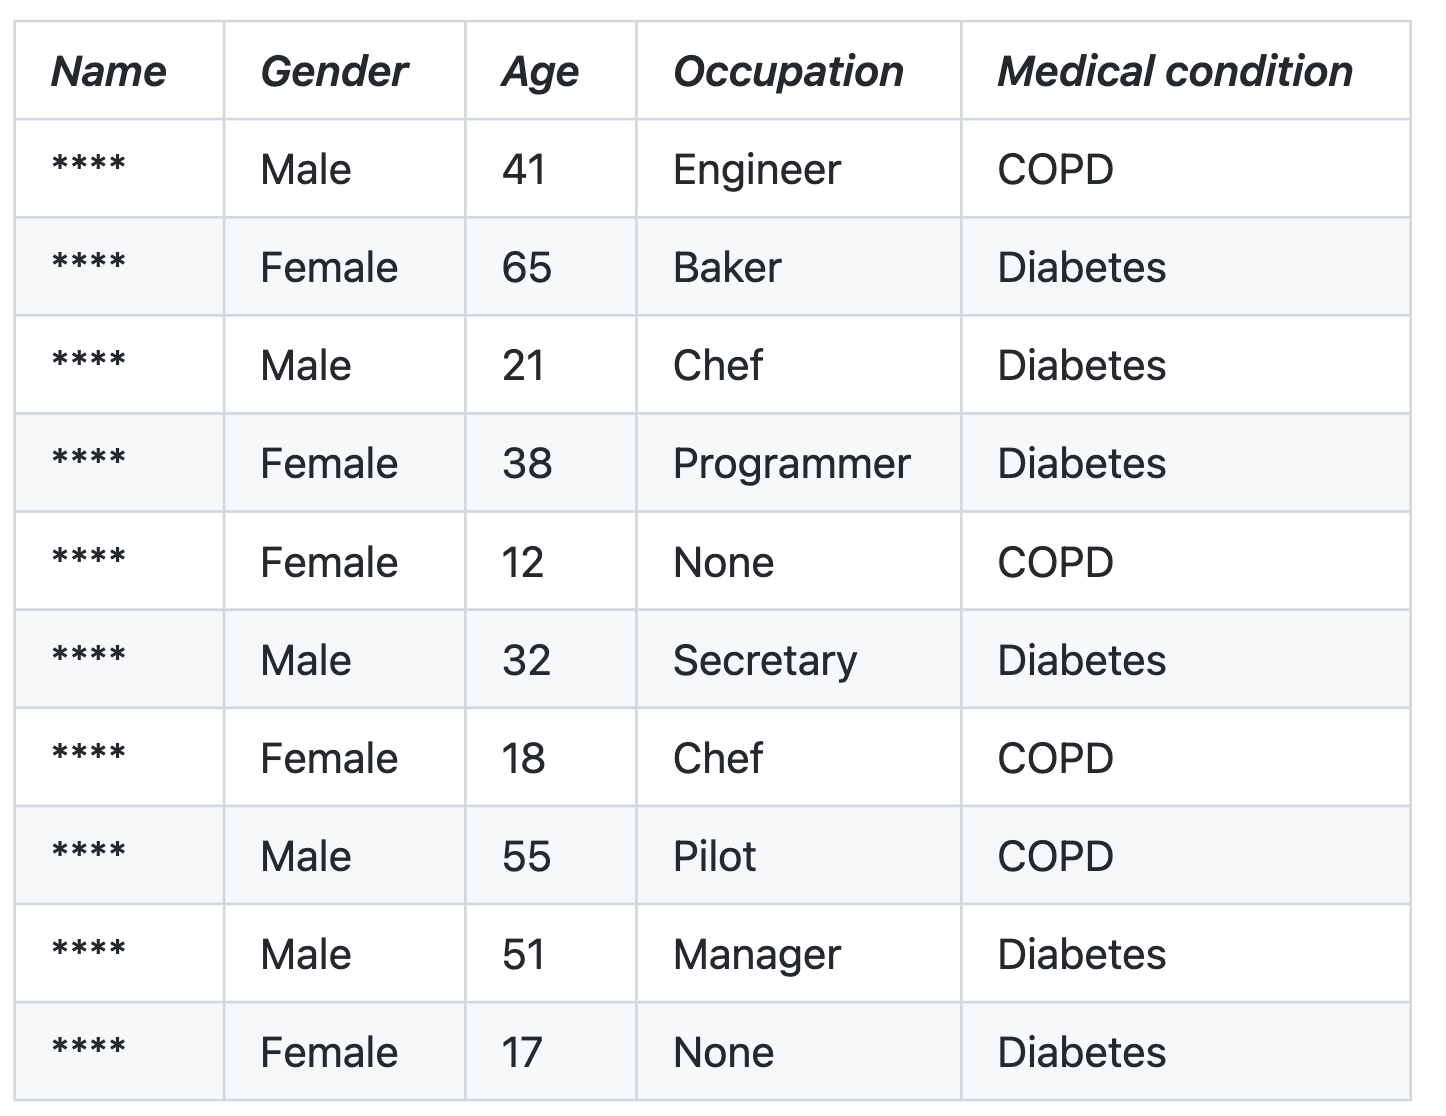 Name Gender Age Occupation Medical condition
**** Male 41 Engineer COPD
**** Female 65 Baker Diabetes
**** Male 21 Chef Diabetes
**** Female 38 Programmer Diabetes
**** Female 12 None COPD
**** Male 32 Secretary Diabetes
**** Female 18 Chef COPD
**** Male 55 Pilot COPD
**** Male 51 Manager Diabetes
**** Female 17 None Diabetes